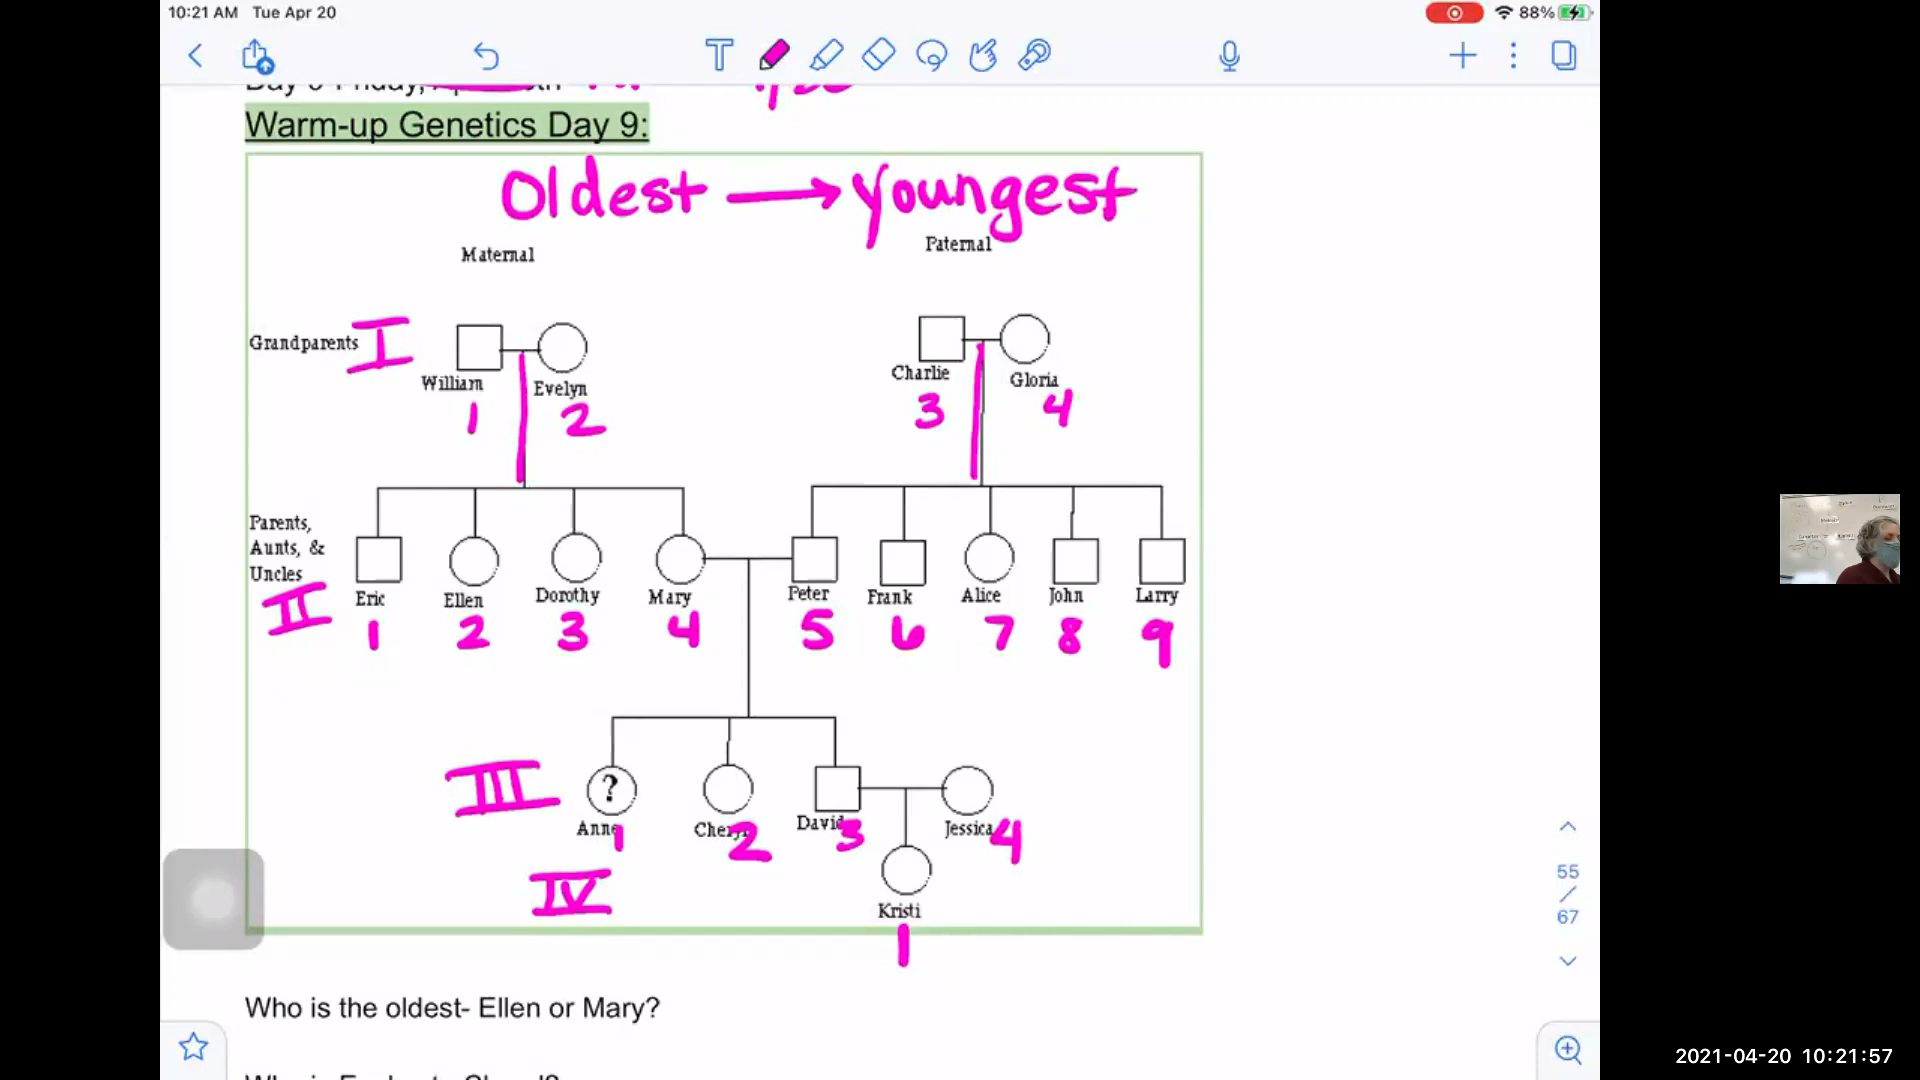 10:21 AM Tue Apr 20
88%
Warm-up Genetics Day 9:
Oldest → Youngest
Maternal
Paternal
Grandparents I
William
Evelyn
Charlie
Gloria
1 2 3 4
Parents,
Aunts, &
Uncles
II
Eric
Ellen
Dorothy
Mary
Peter
Frank
Alice
John
Larry
1 2 3 4 5 6 7 8 9
III
?
Anne
Cheryl
David
Jessica
1 2 3 4
IV
Kristi
1
55
/
67
Who is the oldest- Ellen or Mary?
2021-04-20 10:21:57